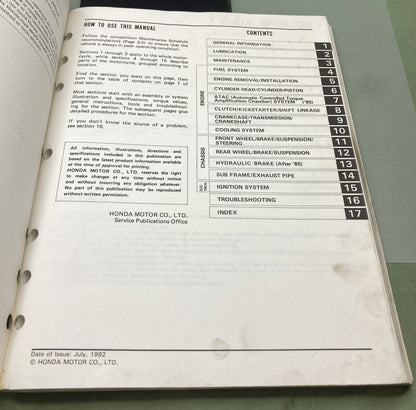 HOW TO USE THIS MANUAL
Follow the competition Maintenance Schedule
recommendations (Page 3-2) to ensure that the
vehicle is always in peak operating condition.
Sections 1 through 3 apply to the whole motor-
cycle, while sections 4 through 15 describe
parts of the motorcycle, grouped according to
location.
Find the section you want on this page, then
turn to the table of contents on page 1 of
that section.
Most sections start with an assembly or system
illustration and specifications, torque values,
general instructions, tools and troubleshoot-
ing for the section. The subsequent pages give
detailed procedures for the section.
If you don't know the source of a problem,
see section 16.
All information, illustrations, directions and
specifications included in this publication are
based on the latest product information available
at the time of approval for printing.
HONDA MOTOR CO., LTD. reserves the right
to make changes at any time without notice
and without incurring any obligation whatever.
No part of this publication may be reproduced
without written permission.
HONDA MOTOR CO., LTD.
Service Publications Office
CONTENTS
GENERAL INFORMATION 1
LUBRICATION 2
MAINTENANCE 3
FUEL SYSTEM 4
ENGINE
ENGINE REMOVAL/INSTALLATION 5
CYLINDER HEAD/CYLINDER/PISTON 6
ATAC (Automatic Controlled Torque
Amplification Chamber) SYSTEM ('85) 7
CLUTCH/KICKSTARTER/SHIFT LINKAGE 8
CRANKCASE/TRANSMISSION/
CRANKSHAFT 9
COOLING SYSTEM 10
CHASSIS
FRONT WHEEL/BRAKE/SUSPENSION/
STEERING 11
REAR WHEEL/BRAKE/SUSPENSION 12
HYDRAULIC BRAKE (After '85) 13
SUB FRAME/EXHAUST PIPE 14
IGNITION SYSTEM 15
TROUBLESHOOTING 16
INDEX 17
Date of Issue: July, 1992
© HONDA MOTOR CO., LTD.